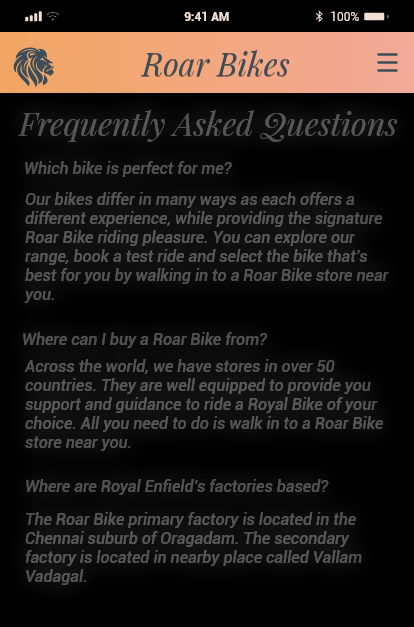 9:41 AM 100%
Roar Bikes
Frequently Asked Questions
Which bike is perfect for me?
Our bikes differ in many ways as each offers a
different experience, while providing the signature
Roar Bike riding pleasure. You can explore our
range, book a test ride and select the bike that's
best for you by walking in to a Roar Bike store near
you.
Where can I buy a Roar Bike from?
Across the world, we have stores in over 50
countries. They are well equipped to provide you
support and guidance to ride a Royal Bike of your
choice. All you need to do is walk in to a Roar Bike
store near you.
Where are Royal Enfield's factories based?
The Roar Bike primary factory is located in the
Chennai suburb of Oragadam. The secondary
factory is located in nearby place called Vallam
Vadagal.